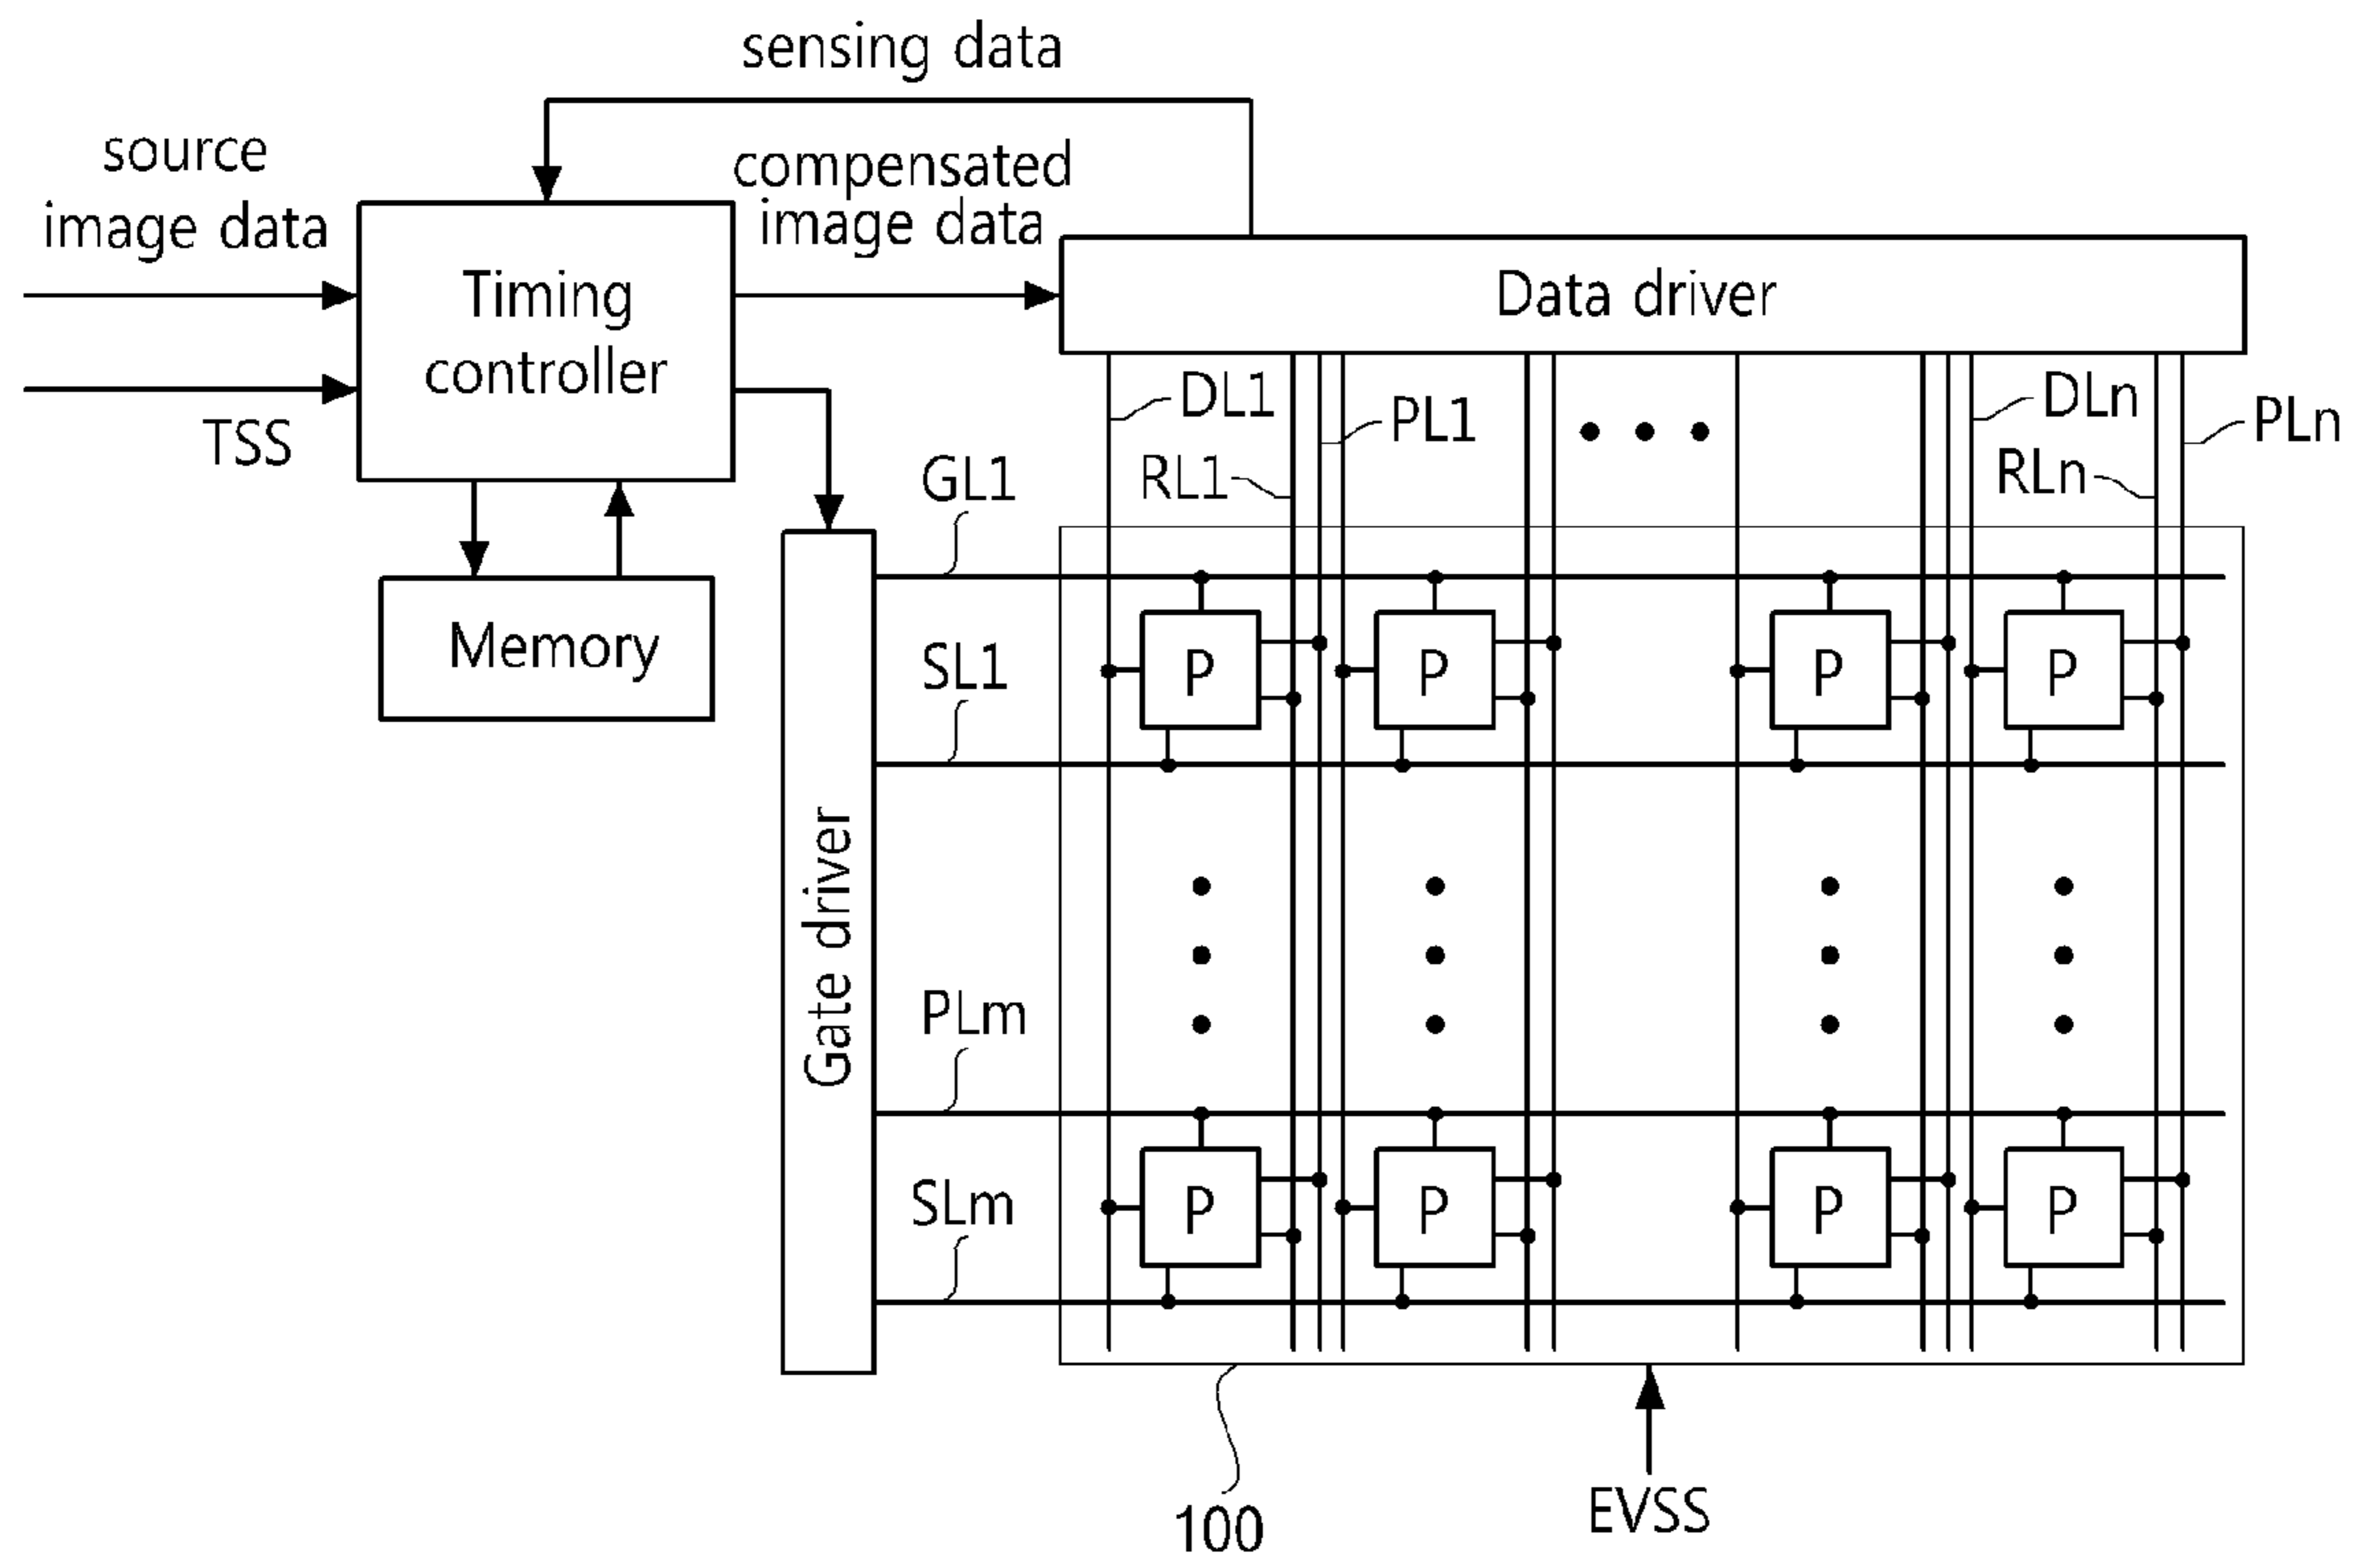 sensing data
source
image data
compensated
image data
Timing
controller
Data driver
TSS
DL1
PL1
RL1
DLn
PLn
RLn
GL1
Memory
SL1
P P P P
Gate driver
PLm
SLm
P P P P
100
EVSS